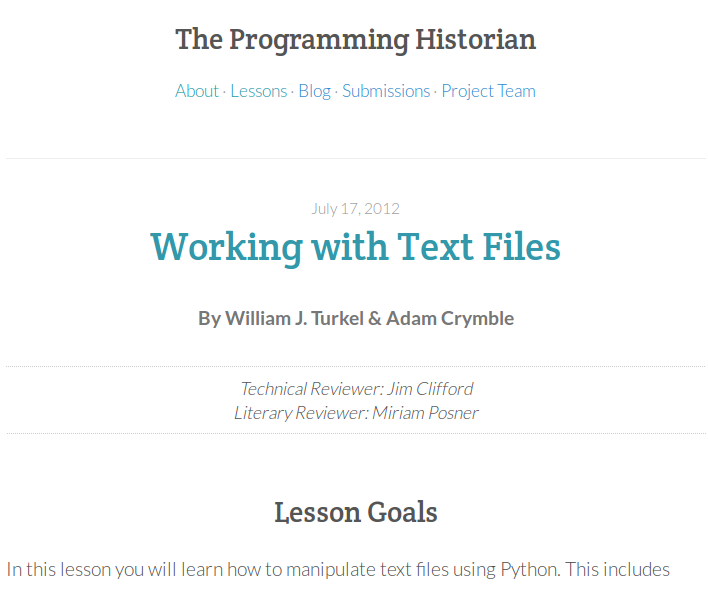 The Programming Historian
About · Lessons · Blog · Submissions · Project Team
July 17, 2012
Working with Text Files
By William J. Turkel & Adam Crymble
Technical Reviewer: Jim Clifford
Literary Reviewer: Miriam Posner
Lesson Goals
In this lesson you will learn how to manipulate text files using Python. This includes